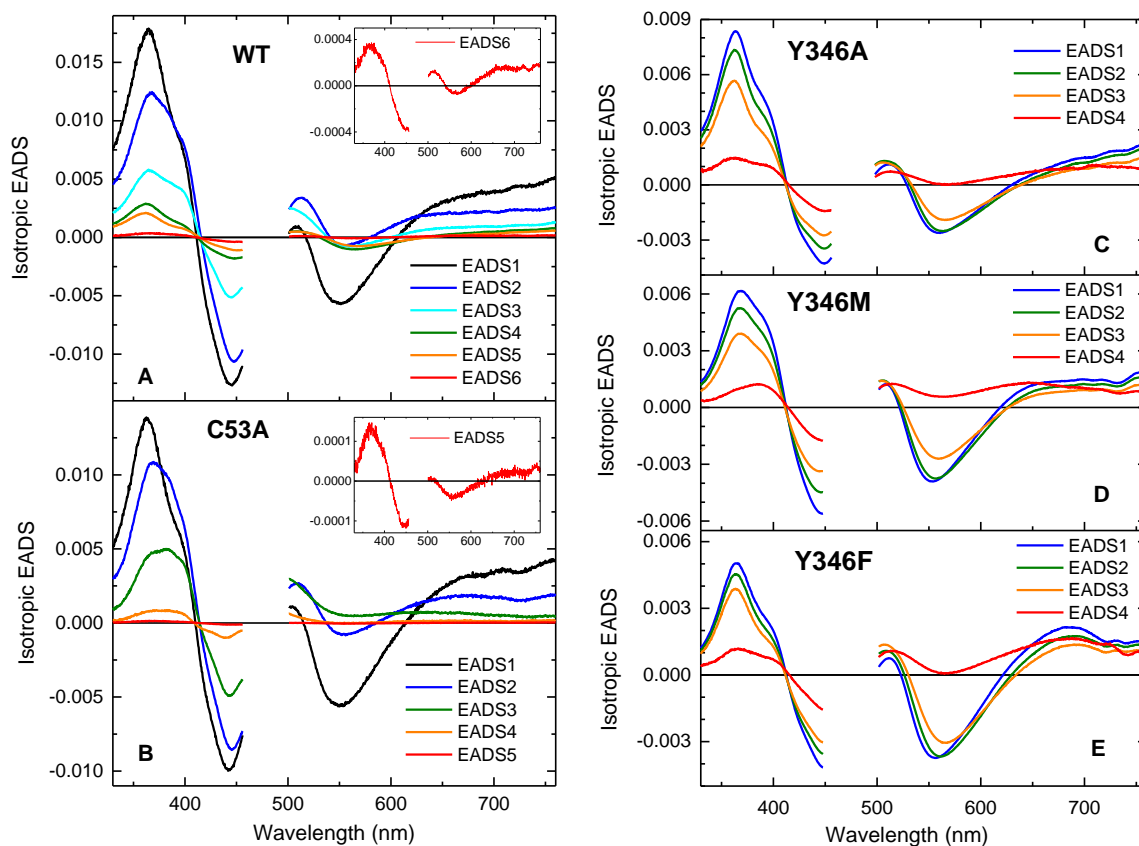 WT
EADS6
0.0004
0.0000
-0.0004
400 500 600 700
0.015
0.010
0.005
0.000
-0.005
-0.010
Isotropic EADS
EADS1
EADS2
EADS3
EADS4
EADS5
EADS6
A
C53A
EADS5
0.0001
0.0000
-0.0001
400 500 600 700
0.010
0.005
0.000
-0.005
-0.010
Isotropic EADS
EADS1
EADS2
EADS3
EADS4
EADS5
B
400 500 600 700
Wavelength (nm)
Y346A
EADS1
EADS2
EADS3
EADS4
0.009
0.006
0.003
0.000
-0.003
Isotropic EADS
C
Y346M
EADS1
EADS2
EADS3
EADS4
0.006
0.003
0.000
-0.003
-0.006
Isotropic EADS
D
Y346F
EADS1
EADS2
EADS3
EADS4
0.006
0.003
0.000
-0.003
Isotropic EADS
E
400 500 600 700
Wavelength (nm)